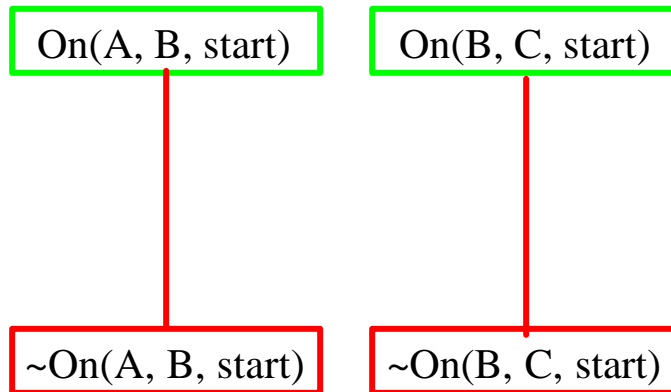 On(A, B, start)
On(B, C, start)
~On(A, B, start)
~On(B, C, start)